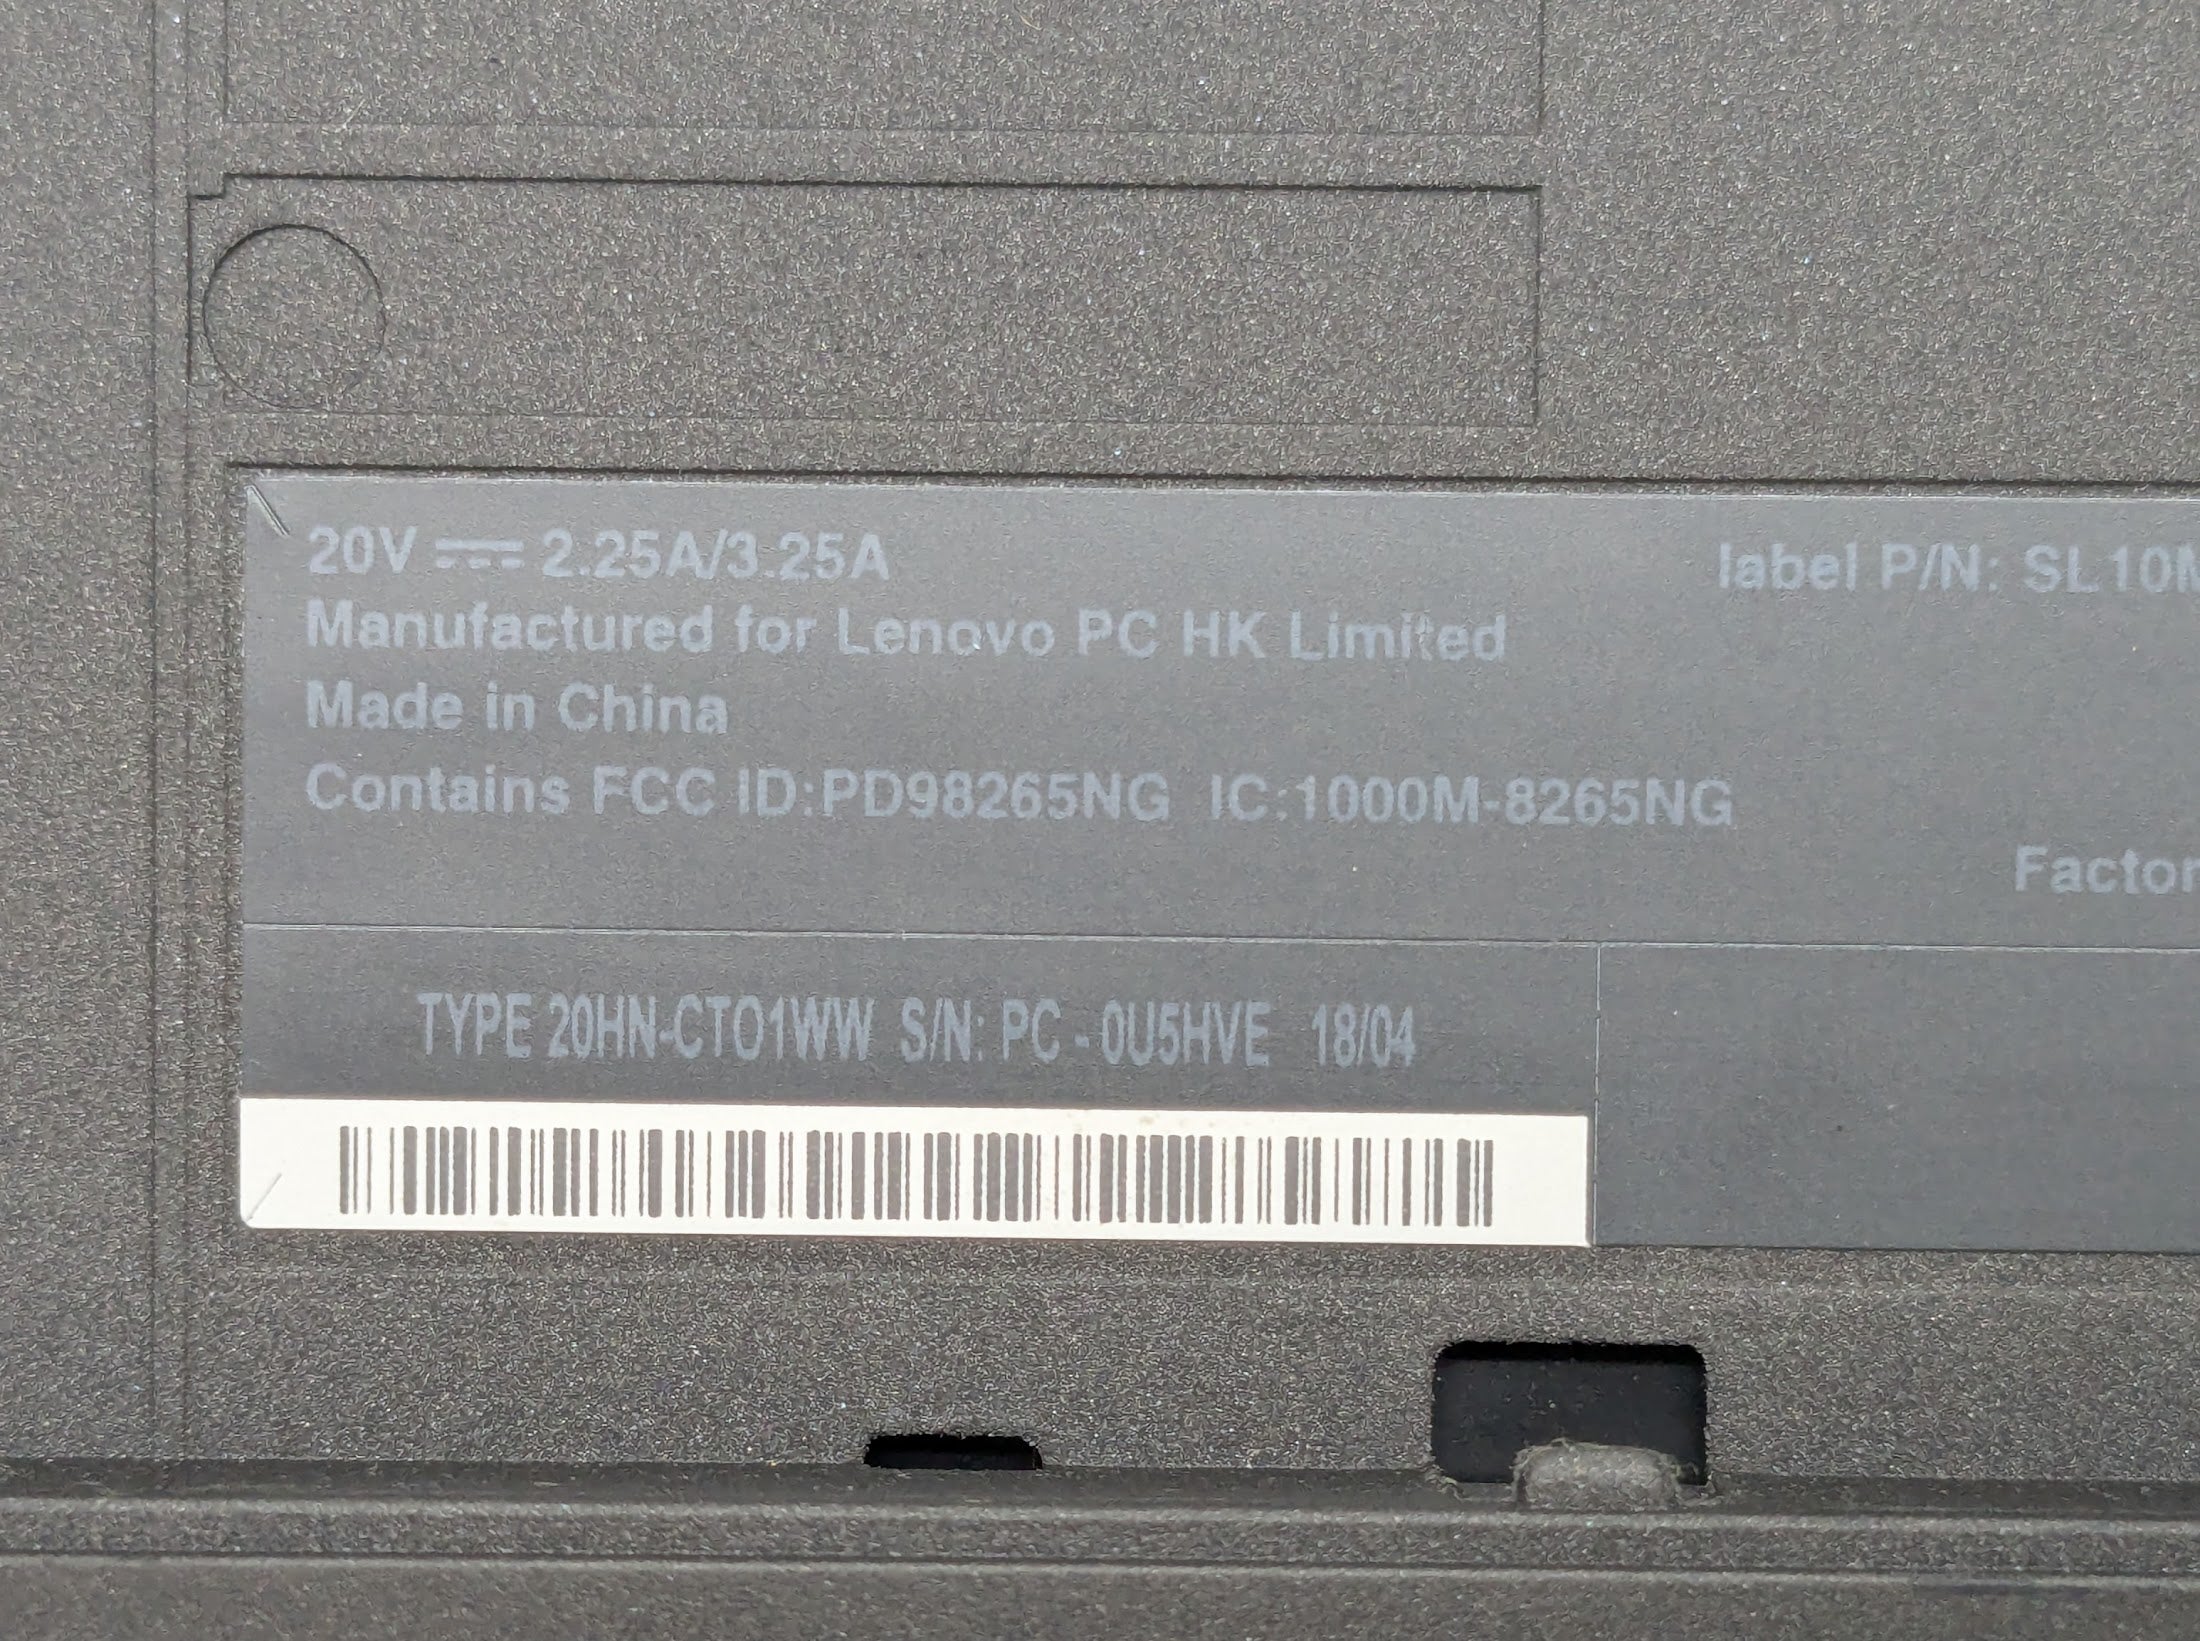 20V ⎓ 2.25A/3.25A
label P/N: SL10M
Manufactured for Lenovo PC HK Limited
Made in China
Contains FCC ID:PD98265NG IC:1000M-8265NG
Factor
TYPE 20HN-CTO1WW S/N: PC - 0U5HVE 18/04